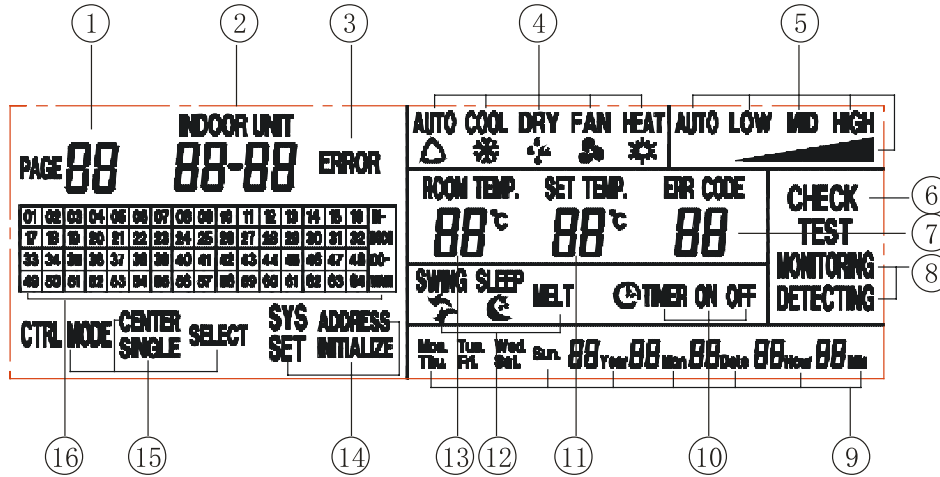 1 2 3 4 5
INDOOR UNIT
PAGE 88 88-88 ERROR
AUTO COOL DRY FAN HEAT
AUTO LOW MID HIGH
01 02 03 04 05 06 07 08 09 10 11 12 13 14 15 16
17 18 19 20 21 22 23 24 25 26 27 28 29 30 31 32
33 34 35 36 37 38 39 40 41 42 43 44 45 46 47 48
49 50 51 52 53 54 55 56 57 58 59 60 61 62 63 64
ROOM TEMP. SET TEMP. ERR CODE
88 ℃ 88 ℃ 88
CHECK 6
TEST 7
MONITORING
DETECTING 8
SWING SLEEP MELT TIMER ON OFF
CTRL MODE CENTER SINGLE SELECT
SYS SET ADDRESS INITIALIZE
Mon. Tue. Wed.
Thu. Fri. Sat. Sun. 88 Year 88 Mon 88 Date 88 Hour 88 Min
16 15 14 13 12 11 10 9